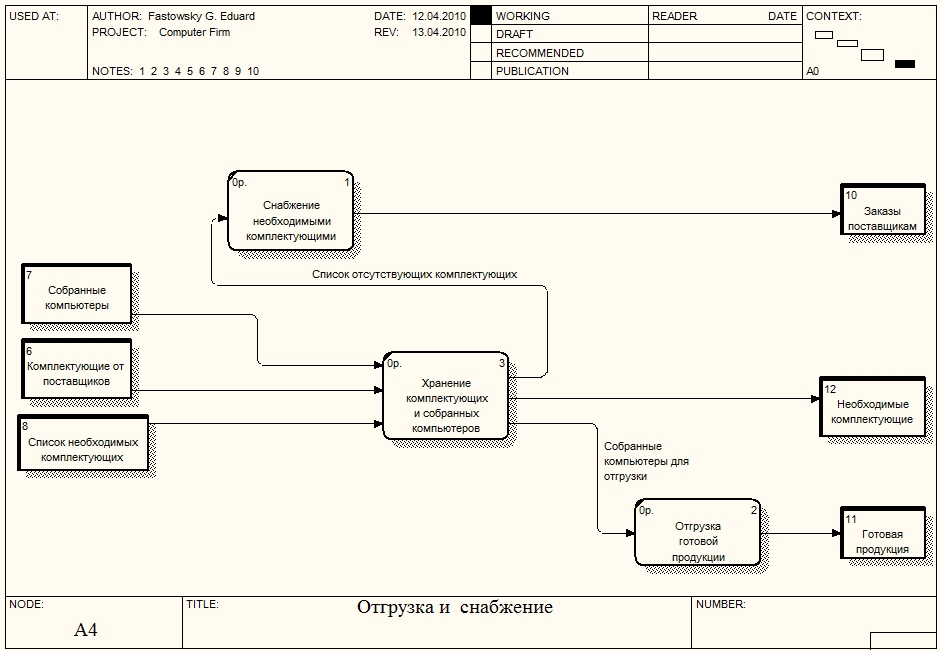 USED AT:
AUTHOR: Fastowsky G. Eduard
DATE: 12.04.2010
PROJECT: Computer Firm
REV: 13.04.2010
NOTES: 1 2 3 4 5 6 7 8 9 10
WORKING
DRAFT
RECOMMENDED
PUBLICATION
READER
DATE
CONTEXT:
A0
0р.
1
Снабжение
необходимыми
комплектующими
10
Заказы
поставщикам
Список отсутствующих комплектующих
7
Собранные
компьютеры
6
Комплектующие от
поставщиков
8
Список необходимых
комплектующих
0р.
3
Хранение
комплектующих
и собранных
компьютеров
12
Необходимые
комплектующие
Собранные
компьютеры для
отгрузки
0р.
2
Отгрузка
готовой
продукции
11
Готовая
продукция
NODE:
A4
TITLE:
Отгрузка и снабжение
NUMBER: